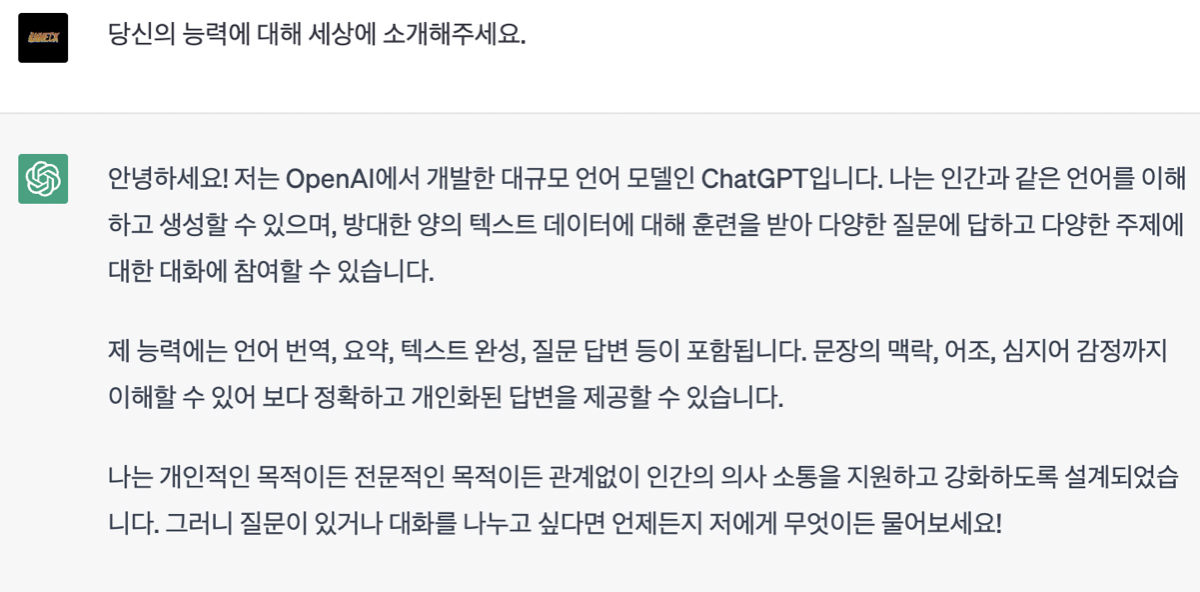 당신의 능력에 대해 세상에 소개해주세요.
안녕하세요! 저는 OpenAI에서 개발한 대규모 언어 모델인 ChatGPT입니다. 나는 인간과 같은 언어를 이해
하고 생성할 수 있으며, 방대한 양의 텍스트 데이터에 대해 훈련을 받아 다양한 질문에 답하고 다양한 주제에
대한 대화에 참여할 수 있습니다.
제 능력에는 언어 번역, 요약, 텍스트 완성, 질문 답변 등이 포함됩니다. 문장의 맥락, 어조, 심지어 감정까지
이해할 수 있어 보다 정확하고 개인화된 답변을 제공할 수 있습니다.
나는 개인적인 목적이든 전문적인 목적이든 관계없이 인간의 의사 소통을 지원하고 강화하도록 설계되었습
니다. 그러니 질문이 있거나 대화를 나누고 싶다면 언제든지 저에게 무엇이든 물어보세요!